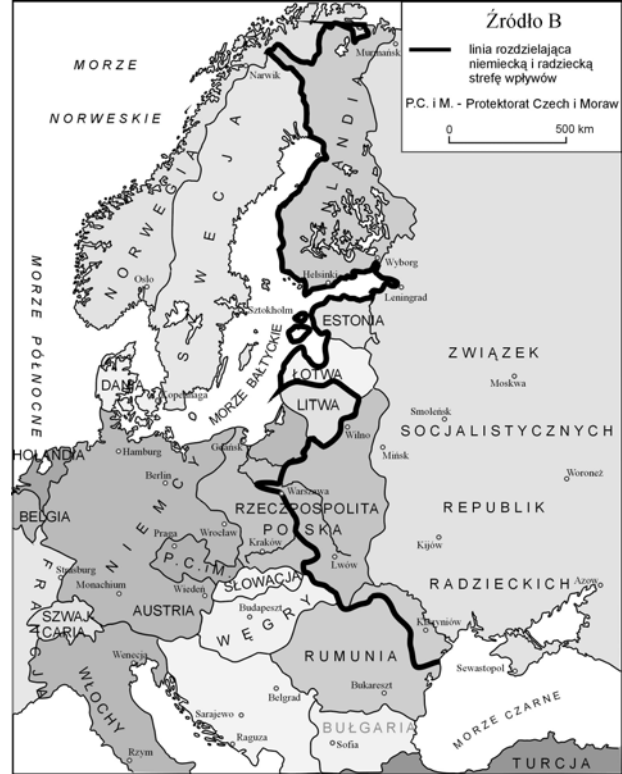 Źródło B
linia rozdzielająca
niemiecką i radziecką
strefę wpływów
P.C. i M. - Protektorat Czech i Moraw
0 500 km
MORZE
NORWESKIE
Narwik
Murmańsk
FINLANDIA
NORWEGIA
SZWECJA
Oslo
Sztokholm
Helsinki
Wyborg
Leningrad
MORZE PÓŁNOCNE
MORZE BAŁTYCKIE
ESTONIA
ŁOTWA
LITWA
DANIA
Kopenhaga
ZWIĄZEK
Moskwa
Smoleńsk
SOCJALISTYCZNYCH
Wilno
Mińsk
Gdańsk
HOLANDIA
Hamburg
Berlin
NIEMCY
Woroneż
Warszawa
RZECZPOSPOLITA
POLSKA
REPUBLIK
BELGIA
Wrocław
Praga
Kraków
Lwów
Kijów
P.C. iM
Strasburg
SŁOWACJA
RADZIECKICH
Azow
FRANCJA
Monachium
Wiedeń
AUSTRIA
Budapeszt
WĘGRY
SZWAJ
CARIA
Kiszyniów
Wenecja
WŁOCHY
RUMUNIA
Sewastopol
Belgrad
Bukareszt
Sarajewo
Raguza
BUŁGARIA
Sofia
MORZE CZARNE
Rzym
TURCJA